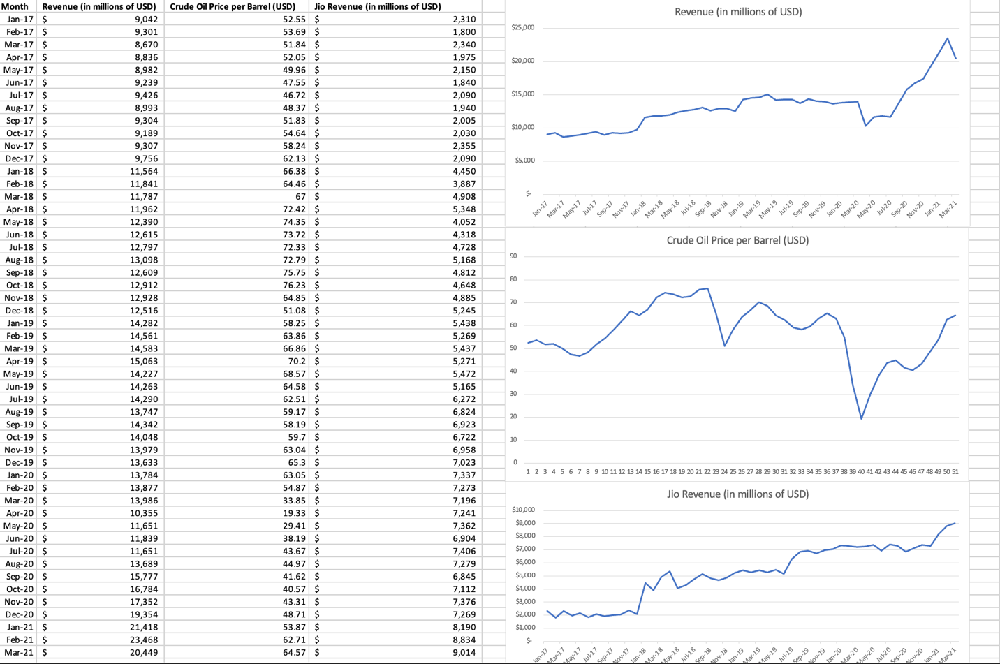 Month Revenue (in millions of USD) Crude Oil Price per Barrel (USD) Jio Revenue (in millions of USD)
Jan-17 $ 9,042 52.55 $ 2,310
Feb-17 $ 9,301 53.69 $ 1,800
Mar-17 $ 8,670 51.84 $ 2,340
Apr-17 $ 8,836 52.05 $ 1,975
May-17 $ 8,982 49.96 $ 2,150
Jun-17 $ 9,239 47.55 $ 1,840
Jul-17 $ 9,426 46.72 $ 2,090
Aug-17 $ 8,993 48.37 $ 1,940
Sep-17 $ 9,304 51.83 $ 2,005
Oct-17 $ 9,189 54.64 $ 2,030
Nov-17 $ 9,307 58.24 $ 2,355
Dec-17 $ 9,756 62.13 $ 2,090
Jan-18 $ 11,564 66.38 $ 4,450
Feb-18 $ 11,841 64.46 $ 3,887
Mar-18 $ 11,787 67 $ 4,908
Apr-18 $ 11,962 72.42 $ 5,348
May-18 $ 12,390 74.35 $ 4,052
Jun-18 $ 12,615 73.72 $ 4,318
Jul-18 $ 12,797 72.33 $ 4,728
Aug-18 $ 13,098 72.79 $ 5,168
Sep-18 $ 12,609 75.75 $ 4,812
Oct-18 $ 12,912 76.23 $ 4,648
Nov-18 $ 12,928 64.85 $ 4,885
Dec-18 $ 12,516 51.08 $ 5,245
Jan-19 $ 14,282 58.25 $ 5,438
Feb-19 $ 14,561 63.86 $ 5,269
Mar-19 $ 14,583 66.86 $ 5,437
Apr-19 $ 15,063 70.2 $ 5,271
May-19 $ 14,227 68.57 $ 5,472
Jun-19 $ 14,263 64.58 $ 5,165
Jul-19 $ 14,290 62.51 $ 6,272
Aug-19 $ 13,747 59.17 $ 6,824
Sep-19 $ 14,342 58.19 $ 6,923
Oct-19 $ 14,048 59.7 $ 6,722
Nov-19 $ 13,979 63.04 $ 6,958
Dec-19 $ 13,633 65.3 $ 7,023
Jan-20 $ 13,784 63.05 $ 7,337
Feb-20 $ 13,877 54.87 $ 7,273
Mar-20 $ 13,986 33.85 $ 7,196
Apr-20 $ 10,355 19.33 $ 7,241
May-20 $ 11,651 29.41 $ 7,362
Jun-20 $ 11,839 38.19 $ 6,904
Jul-20 $ 11,651 43.67 $ 7,406
Aug-20 $ 13,689 44.97 $ 7,279
Sep-20 $ 15,777 41.62 $ 6,845
Oct-20 $ 16,784 40.57 $ 7,112
Nov-20 $ 17,352 43.31 $ 7,376
Dec-20 $ 19,354 48.71 $ 7,269
Jan-21 $ 21,418 53.87 $ 8,190
Feb-21 $ 23,468 62.71 $ 8,834
Mar-21 $ 20,449 64.57 $ 9,014
Revenue (in millions of USD)
$25,000
$20,000
$15,000
$10,000
$5,000
$-
Jan-17 Mar-17 May-17 Jul-17 Sep-17 Nov-17 Jan-18 Mar-18 May-18 Jul-18 Sep-18 Nov-18 Jan-19 Mar-19 May-19 Jul-19 Sep-19 Nov-19 Jan-20 Mar-20 May-20 Jul-20 Sep-20 Nov-20 Jan-21 Mar-21
Crude Oil Price per Barrel (USD)
90
80
70
60
50
40
30
20
10
0
1 2 3 4 5 6 7 8 9 10 11 12 13 14 15 16 17 18 19 20 21 22 23 24 25 26 27 28 29 30 31 32 33 34 35 36 37 38 39 40 41 42 43 44 45 46 47 48 49 50 51
Jio Revenue (in millions of USD)
$10,000
$9,000
$8,000
$7,000
$6,000
$5,000
$4,000
$3,000
$2,000
$1,000
$-
Jan-17 Mar-17 May-17 Jul-17 Sep-17 Nov-17 Jan-18 Mar-18 May-18 Jul-18 Sep-18 Nov-18 Jan-19 Mar-19 May-19 Jul-19 Sep-19 Nov-19 Jan-20 Mar-20 May-20 Jul-20 Sep-20 Nov-20 Jan-21 Mar-21